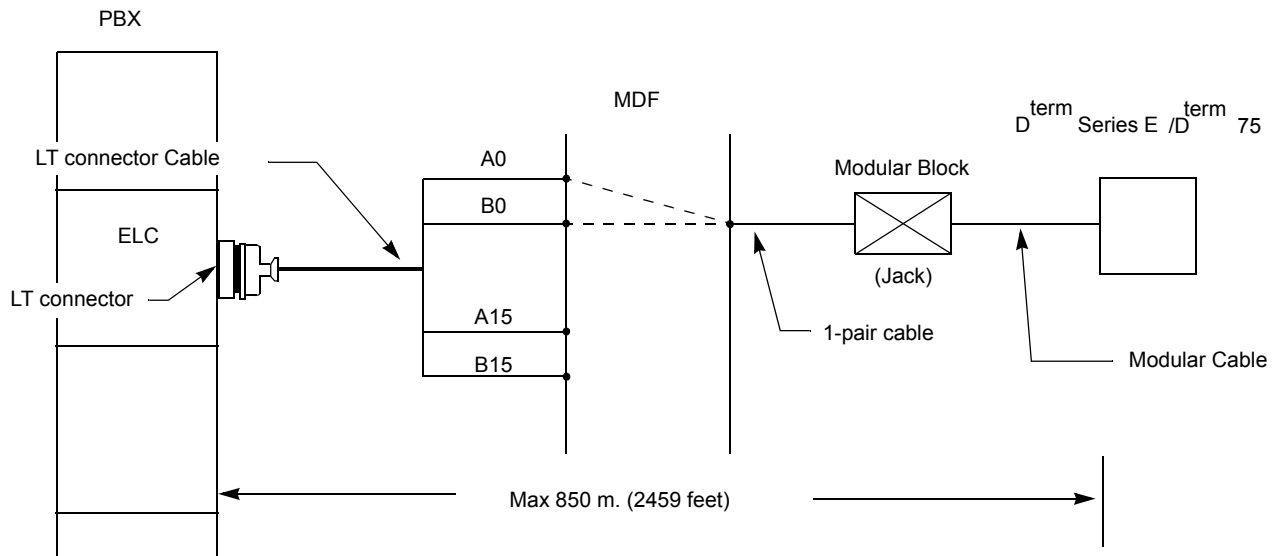 PBX
MDF
Dterm Series E /Dterm 75
LT connector Cable
A0
Modular Block
B0
ELC
(Jack)
LT connector
A15
1-pair cable
B15
Modular Cable
Max 850 m. (2459 feet)